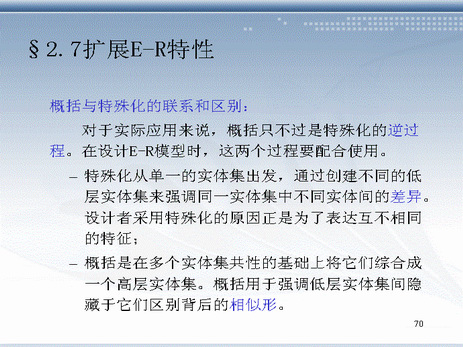 §2.7扩展E-R特性
概括与特殊化的联系和区别：
对于实际应用来说，概括只不过是特殊化的逆过
程。在设计E-R模型时，这两个过程要配合使用。
– 特殊化从单一的实体集出发，通过创建不同的低
层实体集来强调同一实体集中不同实体间的差异。
设计者采用特殊化的原因正是为了表达互不相同
的特征；
– 概括是在多个实体集共性的基础上将它们综合成
一个高层实体集。概括用于强调低层实体集间隐
藏于它们区别背后的相似形。
70